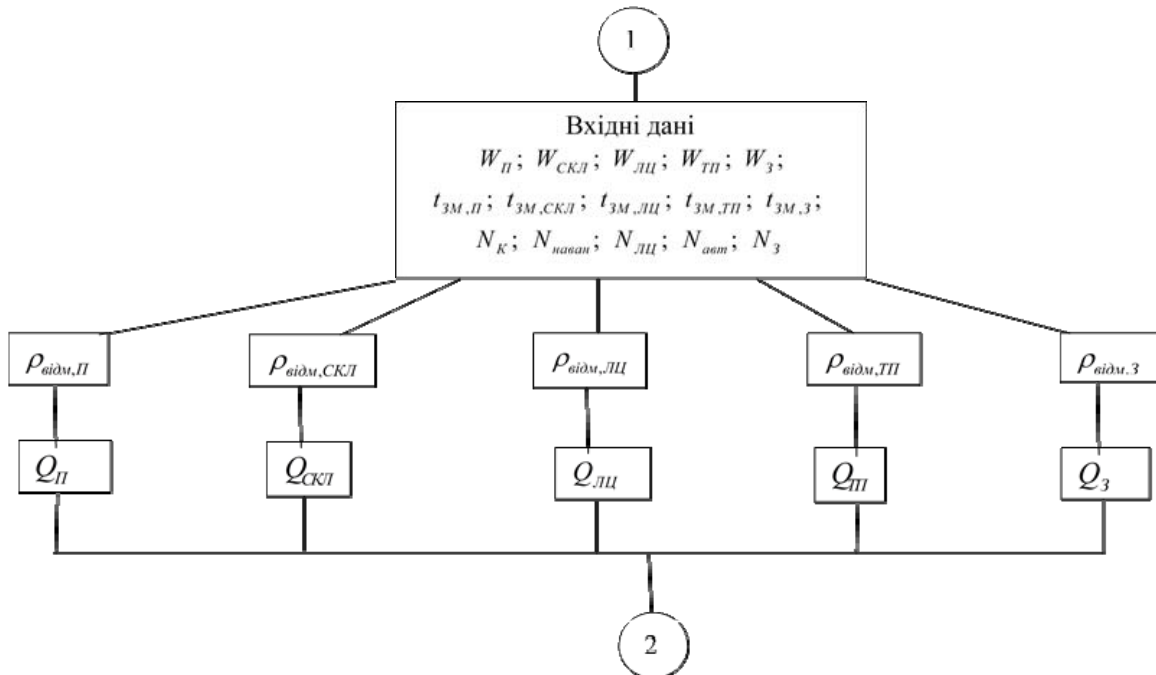 1
Вхідні дані
W_П ; W_СКЛ ; W_ЛЦ ; W_ТП ; W_З ;
t_ЗМ,П ; t_ЗМ,СКЛ ; t_ЗМ,ЛЦ ; t_ЗМ,ТП ; t_ЗМ,З ;
N_К ; N_наван ; N_ЛЦ ; N_авт ; N_З
ρ_відм,П ρ_відм,СКЛ ρ_відм,ЛЦ ρ_відм,ТП ρ_відм.З
Q_П Q_СКЛ Q_ЛЦ Q_ТП Q_З
2